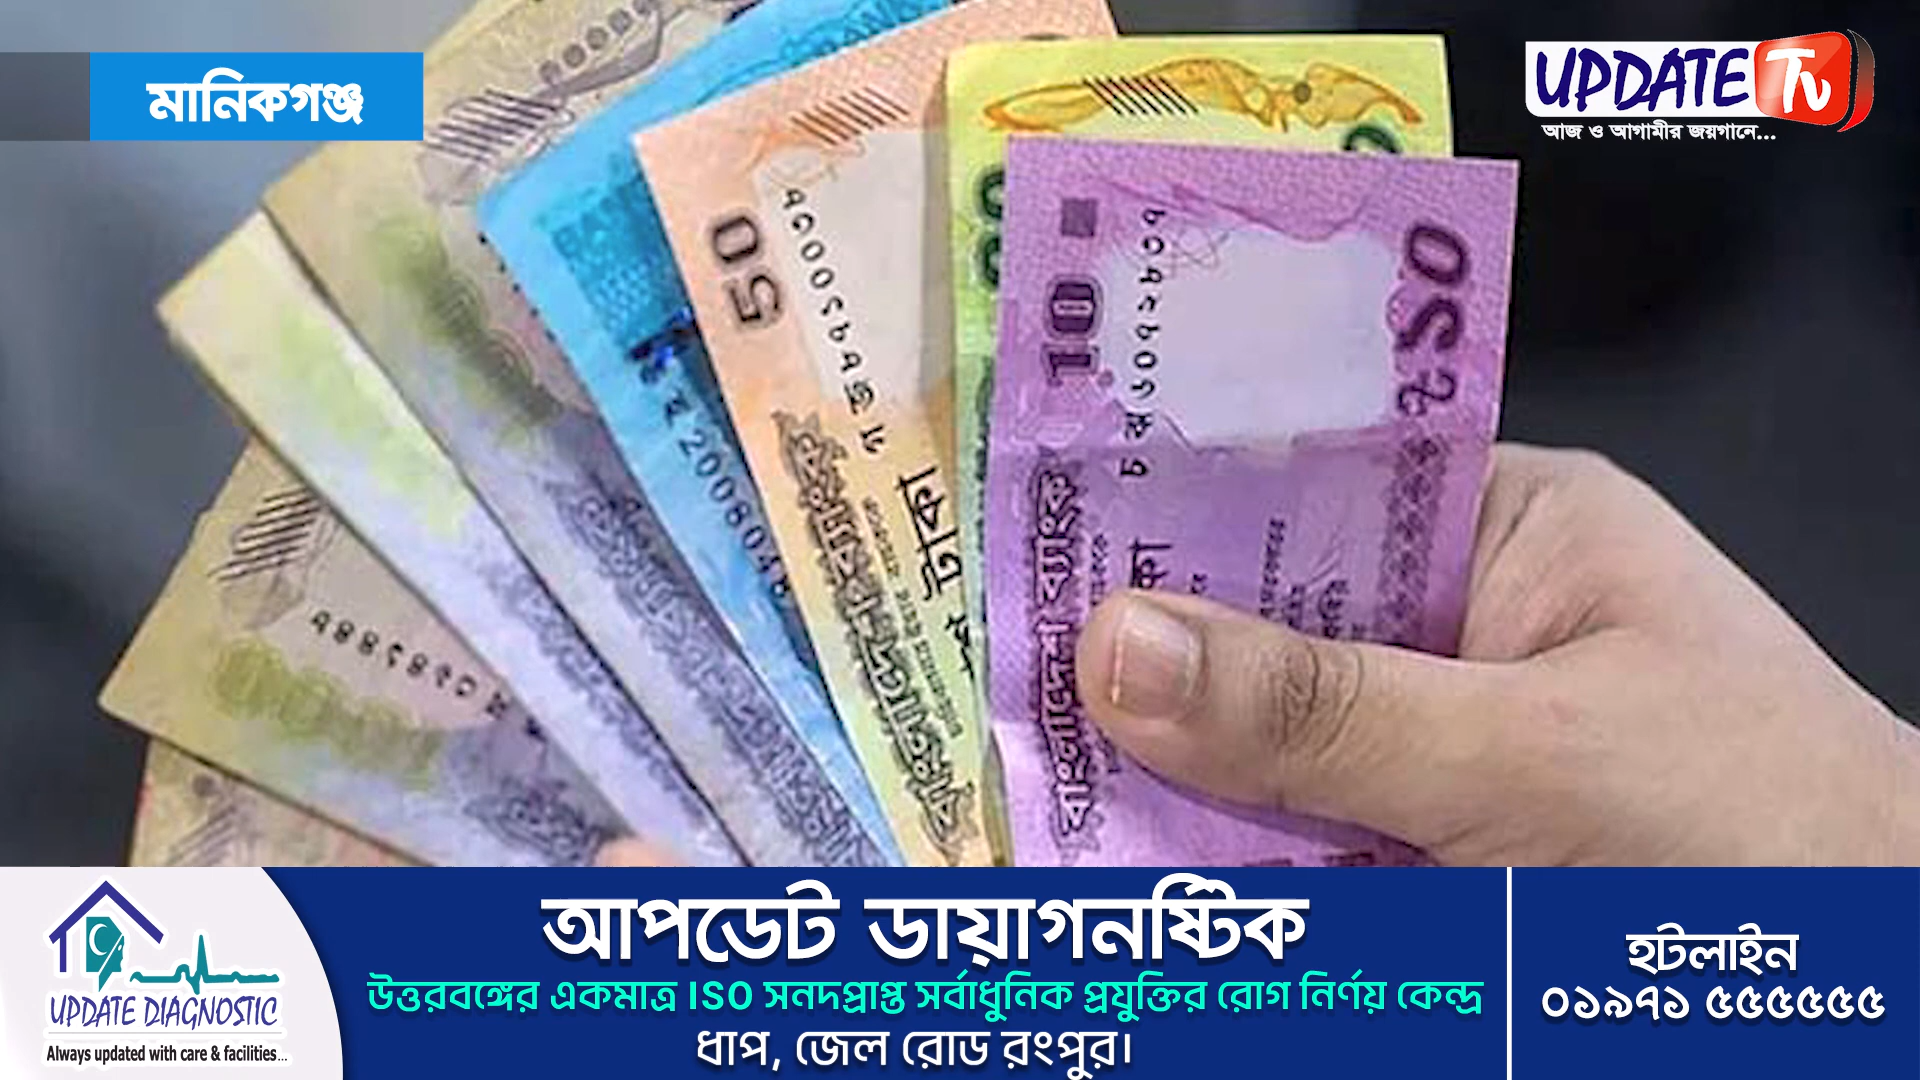 মানিকগঞ্জ
UPDATE Tv
আজ ও আগামীর জয়গানে...
50
10
৳১০
বাংলাদেশ ব্যাংক
টাকা
বাংলাদেশ ব্যাংক
আপডেট ডায়াগনষ্টিক
উত্তরবঙ্গের একমাত্র ISO সনদপ্রাপ্ত সর্বাধুনিক প্রযুক্তির রোগ নির্ণয় কেন্দ্র
ধাপ, জেল রোড রংপুর।
হটলাইন
০১৯৭১ ৫৫৫৫৫৫
UPDATE DIAGNOSTIC
Always updated with care & facilities...